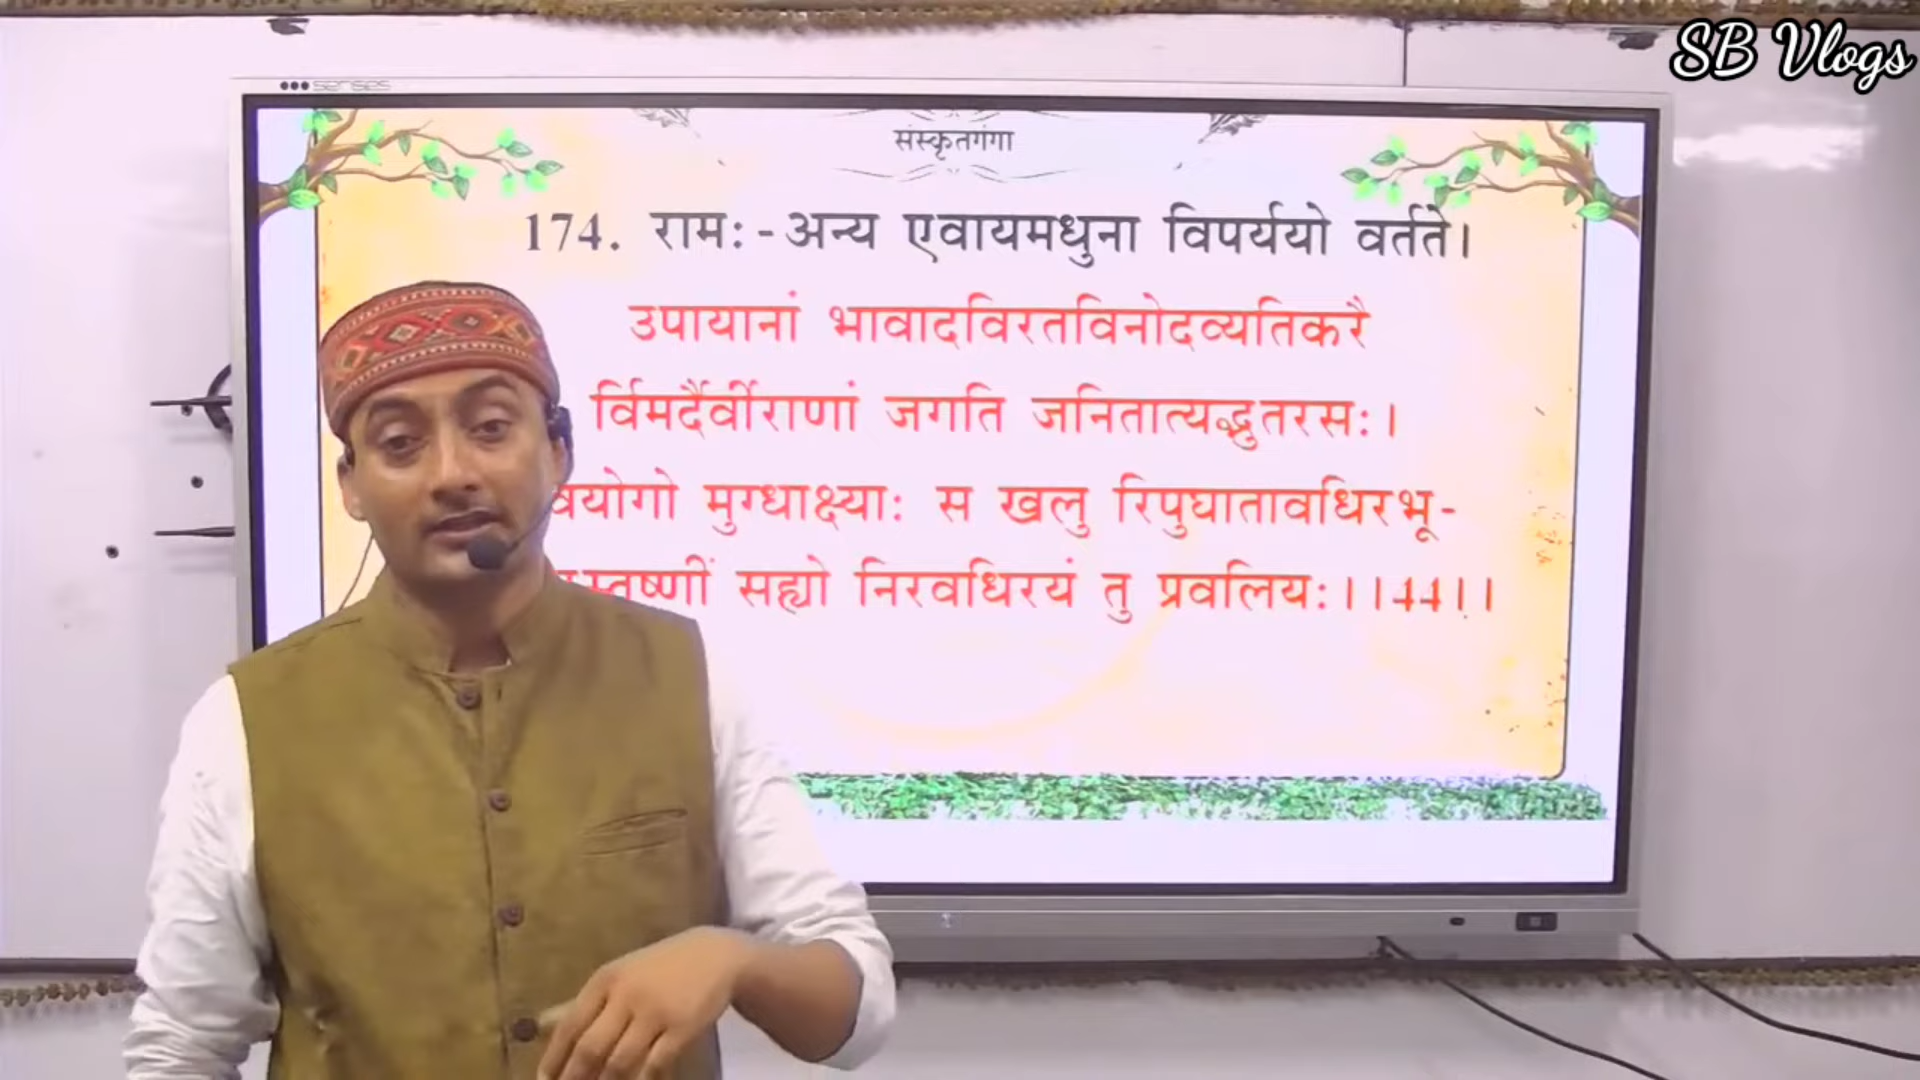 SB Vlogs
senses
संस्कृतगंगा
174. रामः-अन्य एवायमधुना विपर्ययो वर्तते।
उपायानां भावादविरतविनोदव्यतिकरै
र्विमर्दैर्वीराणां जगति जनितात्यद्भुतरसः।
मुग्धाक्ष्याः स खलु रिपुघातावधिरभू-
सह्यो निरवधिरयं तु प्रवलियः।।44।।